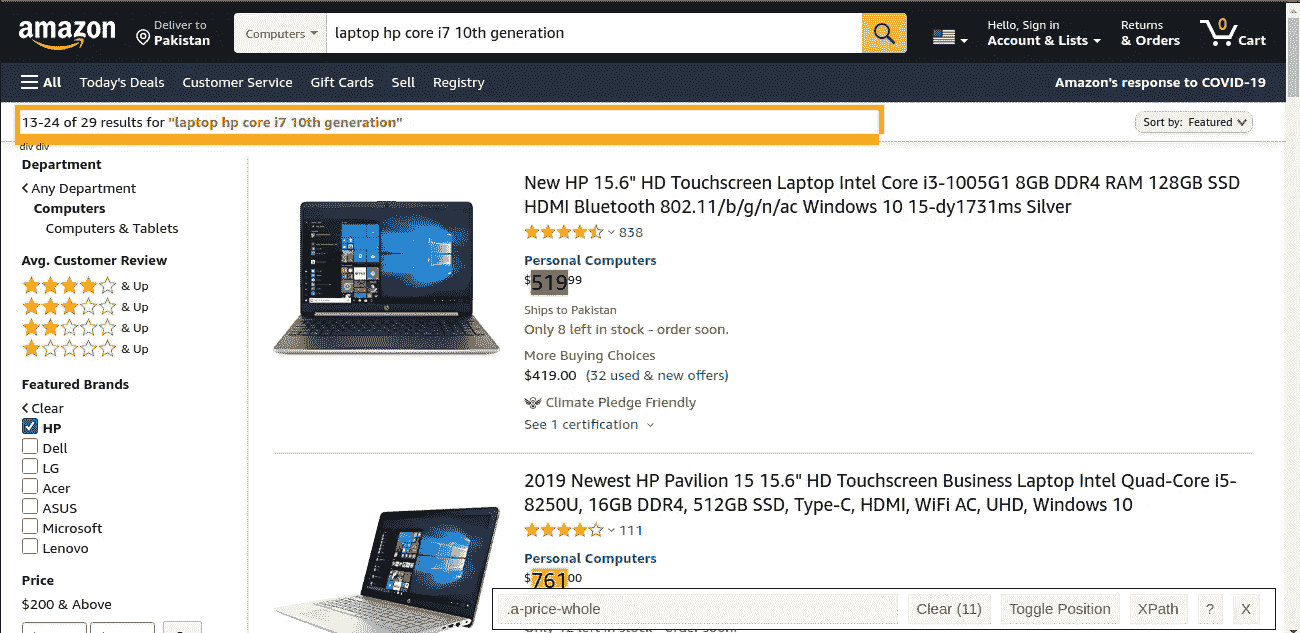 amazon
Deliver to
Pakistan
Computers
laptop hp core i7 10th generation
Hello, Sign in
Account & Lists
Returns
& Orders
0
Cart
All
Today's Deals
Customer Service
Gift Cards
Sell
Registry
Amazon's response to COVID-19
13-24 of 29 results for "laptop hp core i7 10th generation"
Sort by: Featured
div div
Department
Any Department
Computers
Computers & Tablets
Avg. Customer Review
& Up
& Up
& Up
& Up
Featured Brands
Clear
HP
Dell
LG
Acer
ASUS
Microsoft
Lenovo
Price
$200 & Above
New HP 15.6" HD Touchscreen Laptop Intel Core i3-1005G1 8GB DDR4 RAM 128GB SSD
HDMI Bluetooth 802.11/b/g/n/ac Windows 10 15-dy1731ms Silver
838
Personal Computers
$51999
Ships to Pakistan
Only 8 left in stock - order soon.
More Buying Choices
$419.00 (32 used & new offers)
Climate Pledge Friendly
See 1 certification
2019 Newest HP Pavilion 15 15.6" HD Touchscreen Business Laptop Intel Quad-Core i5-
8250U, 16GB DDR4, 512GB SSD, Type-C, HDMI, WiFi AC, UHD, Windows 10
111
Personal Computers
$76100
.a-price-whole
Clear (11)
Toggle Position
XPath
?
X